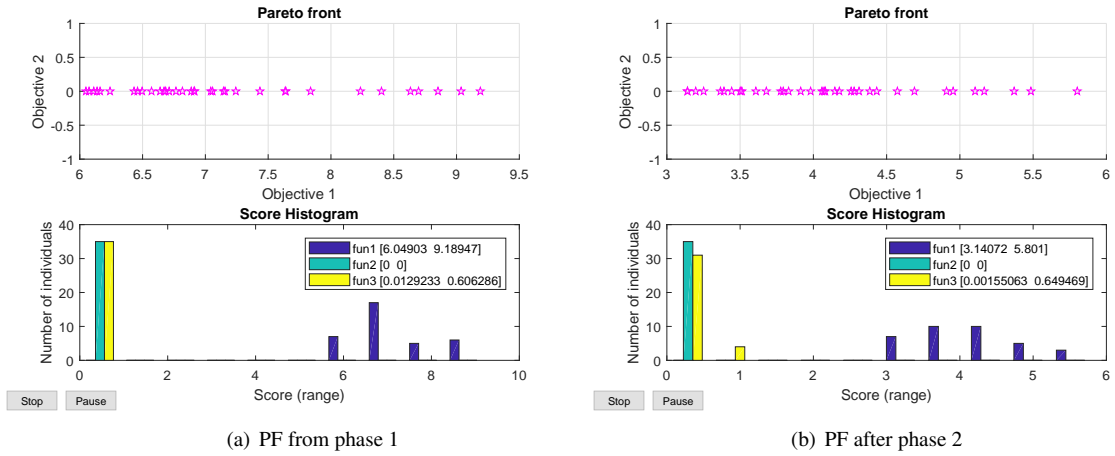 Pareto front
1
0.5
0
-0.5
-1
Objective 2
6 6.5 7 7.5 8 8.5 9 9.5
Objective 1
Score Histogram
40
30
20
10
0
Number of individuals
fun1 [6.04903 9.18947]
fun2 [0 0]
fun3 [0.0129233 0.606286]
0 2 4 6 8 10
Score (range)
Stop Pause
(a) PF from phase 1
Pareto front
1
0.5
0
-0.5
-1
Objective 2
3 3.5 4 4.5 5 5.5 6
Objective 1
Score Histogram
40
30
20
10
0
Number of individuals
fun1 [3.14072 5.801]
fun2 [0 0]
fun3 [0.00155063 0.649469]
0 1 2 3 4 5 6
Score (range)
Stop Pause
(b) PF after phase 2